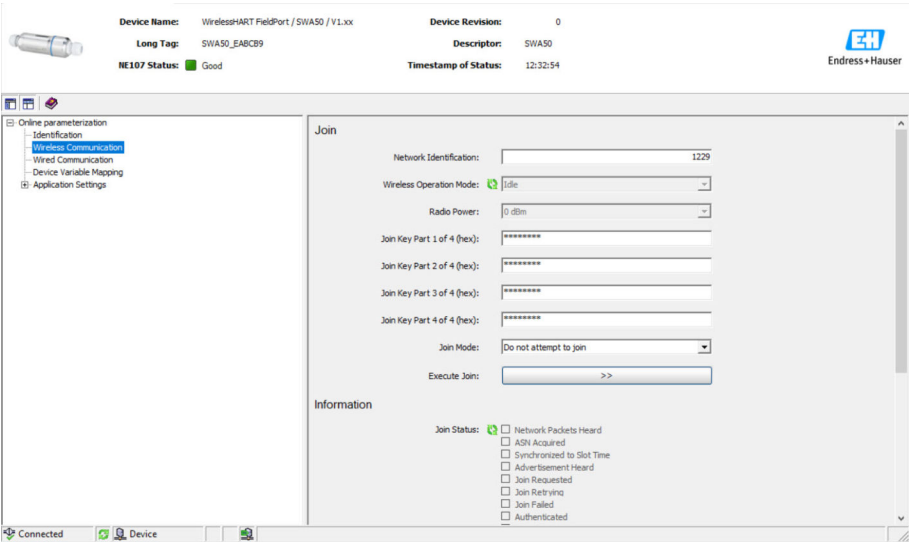 Device Name: WirelessHART FieldPort / SWA50 / V1.xx Device Revision: 0
Long Tag: SWA50_EABCB9 Descriptor: SWA50
NE107 Status: Good Timestamp of Status: 12:32:54
EH
Endress+Hauser
Online parameterization
Identification
Wireless Communication
Wired Communication
Device Variable Mapping
Application Settings
Join
Network Identification: 1229
Wireless Operation Mode: Idle
Radio Power: 0 dBm
Join Key Part 1 of 4 (hex): ********
Join Key Part 2 of 4 (hex): ********
Join Key Part 3 of 4 (hex): ********
Join Key Part 4 of 4 (hex): ********
Join Mode: Do not attempt to join
Execute Join: >>
Information
Join Status: Network Packets Heard
ASN Acquired
Synchronized to Slot Time
Advertisement Heard
Join Requested
Join Retrying
Join Failed
Authenticated
Connected Device